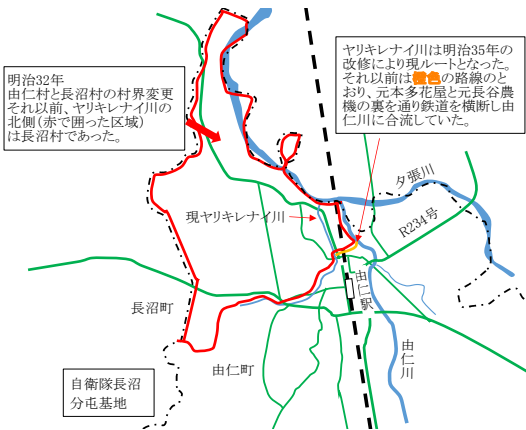 明治32年
由仁村と長沼村の村界変更
それ以前、ヤリキレナイ川の
北側(赤で囲った区域)
は長沼村であった。
ヤリキレナイ川は明治35年の
改修により現ルートとなった。
それ以前は橙色の路線のと
おり、元本多花屋と元長谷農
機の裏を通り鉄道を横断し由
仁川に合流していた。
夕張川
R234号
現ヤリキレナイ川
由仁駅
長沼町
由仁町
由仁川
自衛隊長沼
分屯基地